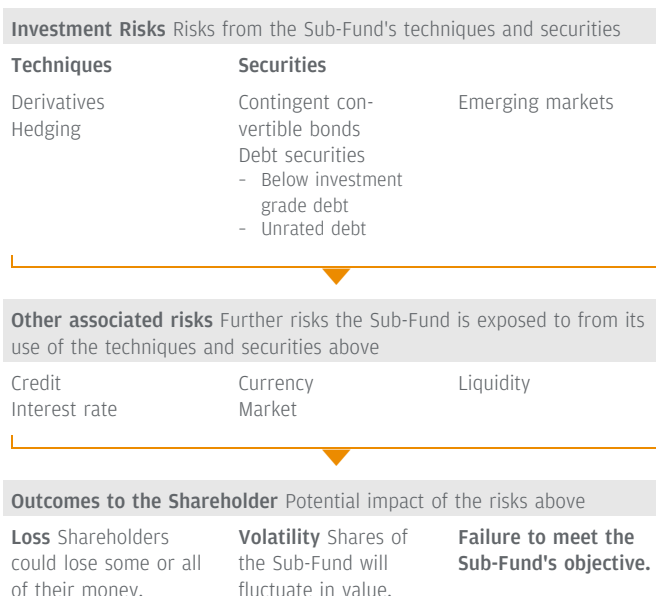 Investment Risks Risks from the Sub-Fund's techniques and securities
Techniques
Derivatives
Hedging
Securities
Contingent con-
vertible bonds
Debt securities
– Below investment
grade debt
– Unrated debt
Emerging markets
Other associated risks Further risks the Sub-Fund is exposed to from its
use of the techniques and securities above
Credit
Interest rate
Currency
Market
Liquidity
Outcomes to the Shareholder Potential impact of the risks above
Loss Shareholders
could lose some or all
of their money.
Volatility Shares of
the Sub-Fund will
fluctuate in value.
Failure to meet the
Sub-Fund's objective.